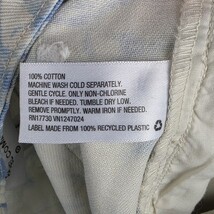 100% COTTON
MACHINE WASH COLD SEPARATELY.
GENTLE CYCLE. ONLY NON-CHLORINE
BLEACH IF NEEDED. TUMBLE DRY LOW.
REMOVE PROMPTLY. WARM IRON IF NEEDED.
RN17730 VN1247024
LABEL MADE FROM 100% RECYCLED PLASTIC